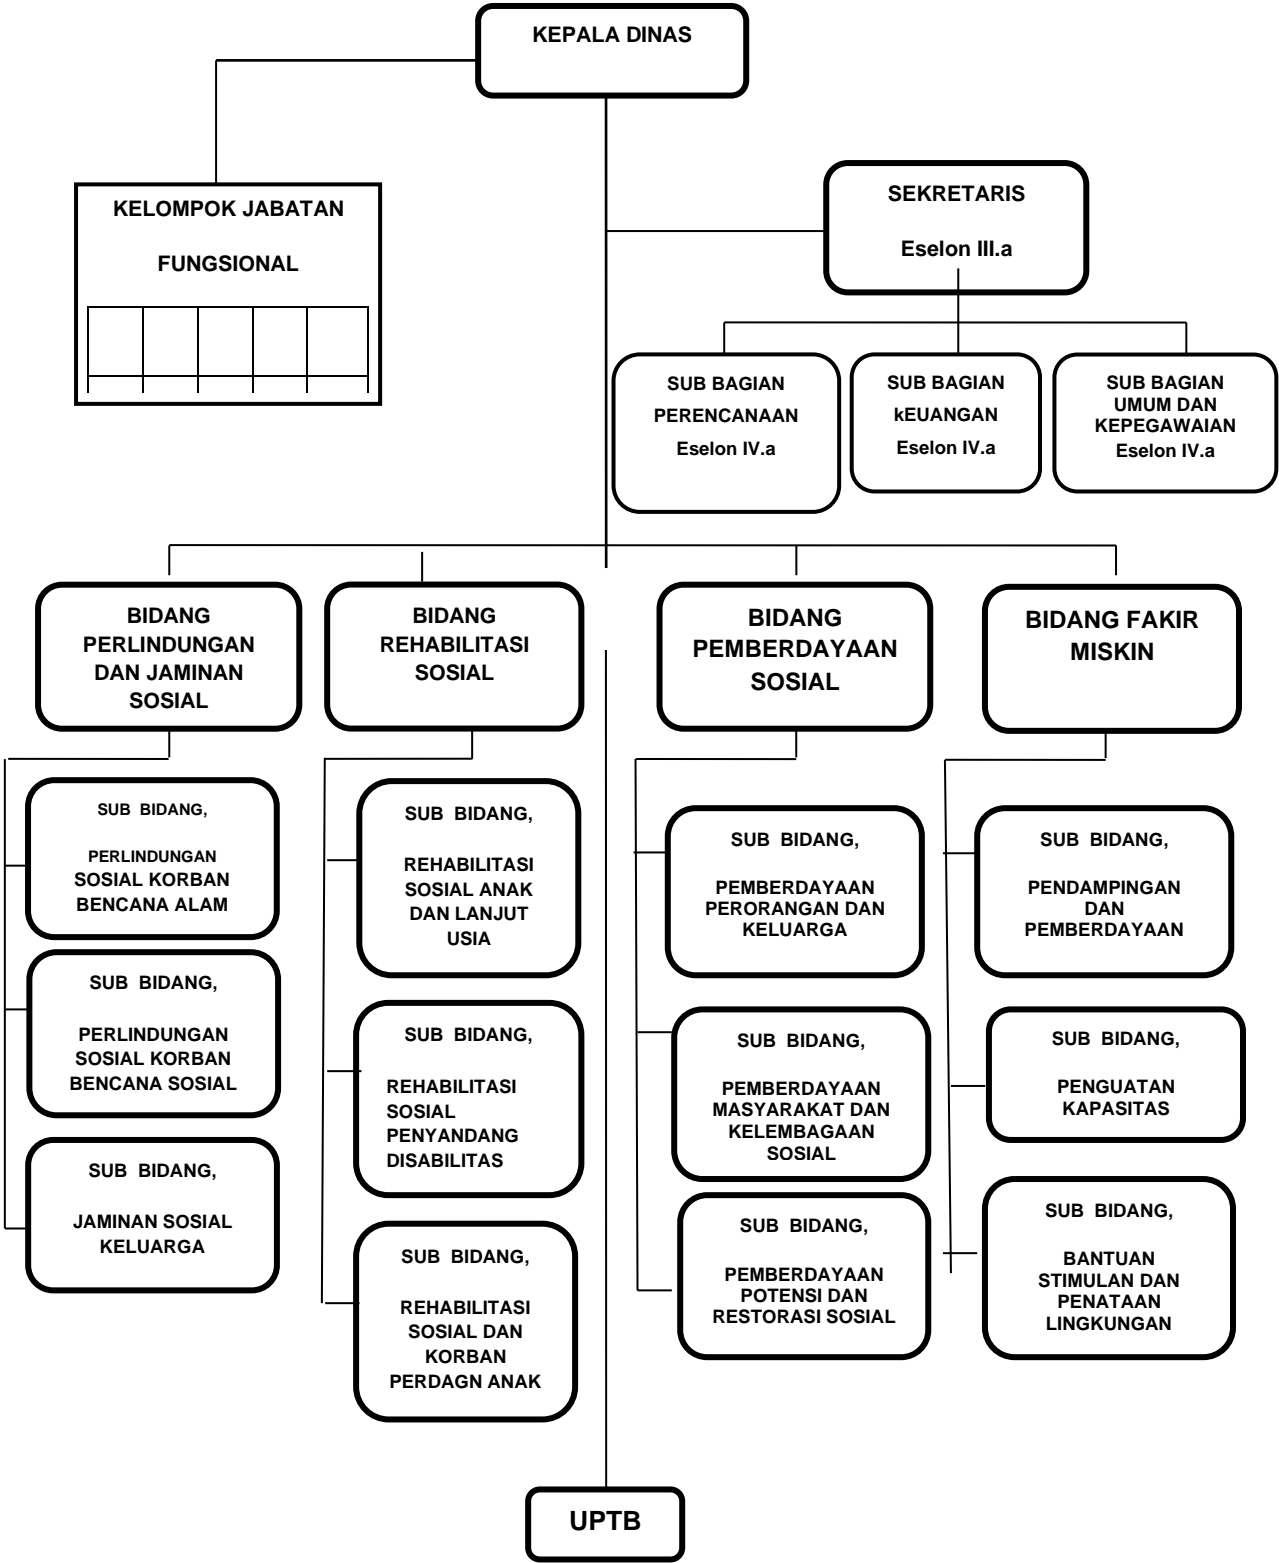 KEPALA DINAS
KELOMPOK JABATAN
FUNGSIONAL
SEKRETARIS
Eselon III.a
SUB BAGIAN
PERENCANAAN
Eselon IV.a
SUB BAGIAN
kEUANGAN
Eselon IV.a
SUB BAGIAN
UMUM DAN
KEPEGAWAIAN
Eselon IV.a
BIDANG
PERLINDUNGAN
DAN JAMINAN
SOSIAL
BIDANG
REHABILITASI
SOSIAL
BIDANG
PEMBERDAYAAN
SOSIAL
BIDANG FAKIR
MISKIN
SUB BIDANG,
PERLINDUNGAN
SOSIAL KORBAN
BENCANA ALAM
SUB BIDANG,
PERLINDUNGAN
SOSIAL KORBAN
BENCANA SOSIAL
SUB BIDANG,
JAMINAN SOSIAL
KELUARGA
SUB BIDANG,
REHABILITASI
SOSIAL ANAK
DAN LANJUT
USIA
SUB BIDANG,
REHABILITASI
SOSIAL
PENYANDANG
DISABILITAS
SUB BIDANG,
REHABILITASI
SOSIAL DAN
KORBAN
PERDAGN ANAK
SUB BIDANG,
PEMBERDAYAAN
PERORANGAN DAN
KELUARGA
SUB BIDANG,
PEMBERDAYAAN
MASYARAKAT DAN
KELEMBAGAAN
SOSIAL
SUB BIDANG,
PEMBERDAYAAN
POTENSI DAN
RESTORASI SOSIAL
SUB BIDANG,
PENDAMPINGAN
DAN
PEMBERDAYAAN
SUB BIDANG,
PENGUATAN
KAPASITAS
SUB BIDANG,
BANTUAN
STIMULAN DAN
PENATAAN
LINGKUNGAN
UPTB